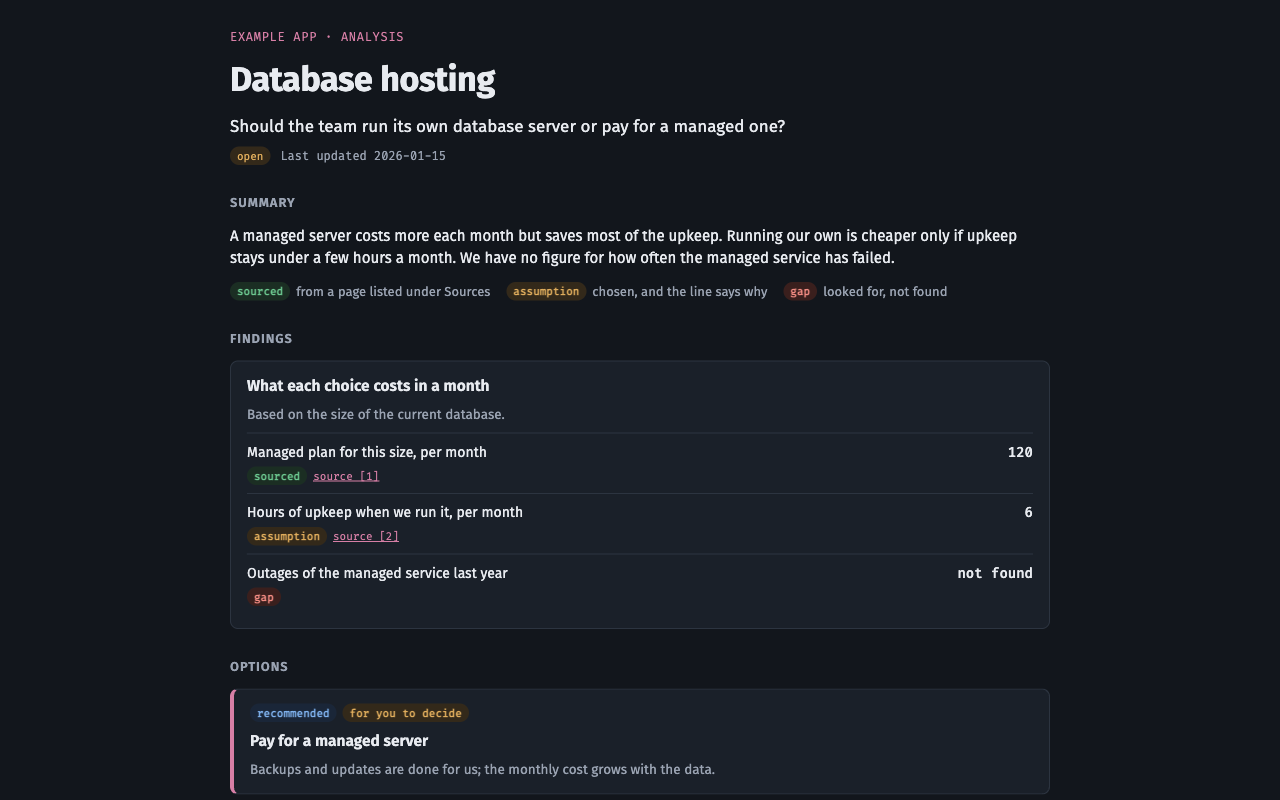 EXAMPLE APP · ANALYSIS
Database hosting
Should the team run its own database server or pay for a managed one?
open Last updated 2026-01-15
SUMMARY
A managed server costs more each month but saves most of the upkeep. Running our own is cheaper only if upkeep
stays under a few hours a month. We have no figure for how often the managed service has failed.
sourced from a page listed under Sources assumption chosen, and the line says why gap looked for, not found
FINDINGS
What each choice costs in a month
Based on the size of the current database.
Managed plan for this size, per month 120
sourced source [1]
Hours of upkeep when we run it, per month 6
assumption source [2]
Outages of the managed service last year not found
gap
OPTIONS
recommended for you to decide
Pay for a managed server
Backups and updates are done for us; the monthly cost grows with the data.